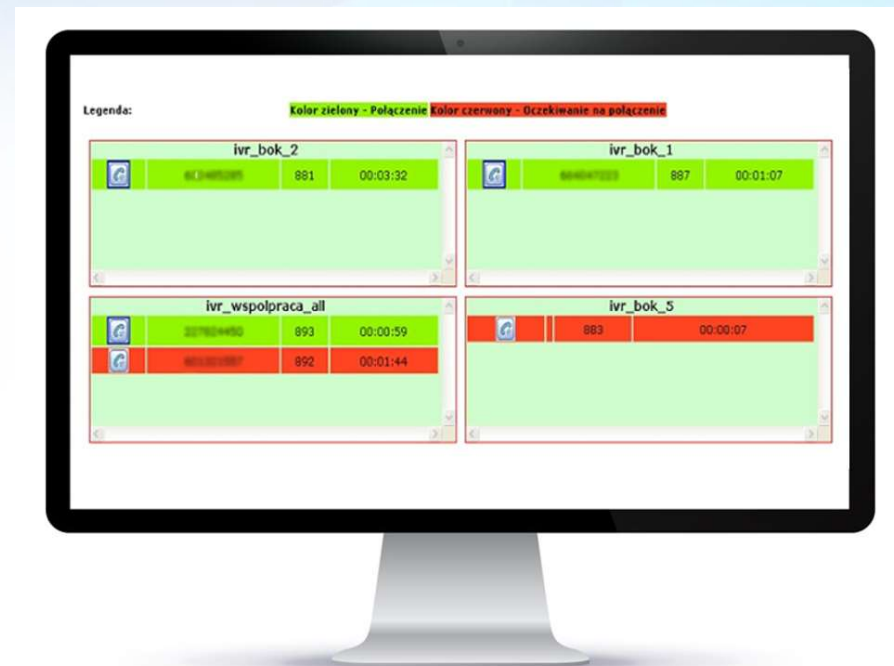 Legenda: Kolor zielony - Połączenie Kolor czerwony - Oczekiwanie na połączenie
ivr_bok_2
881 00:03:32
ivr_bok_1
887 00:01:07
ivr_wspolpraca_all
893 00:00:59
892 00:01:44
ivr_bok_5
883 00:00:07